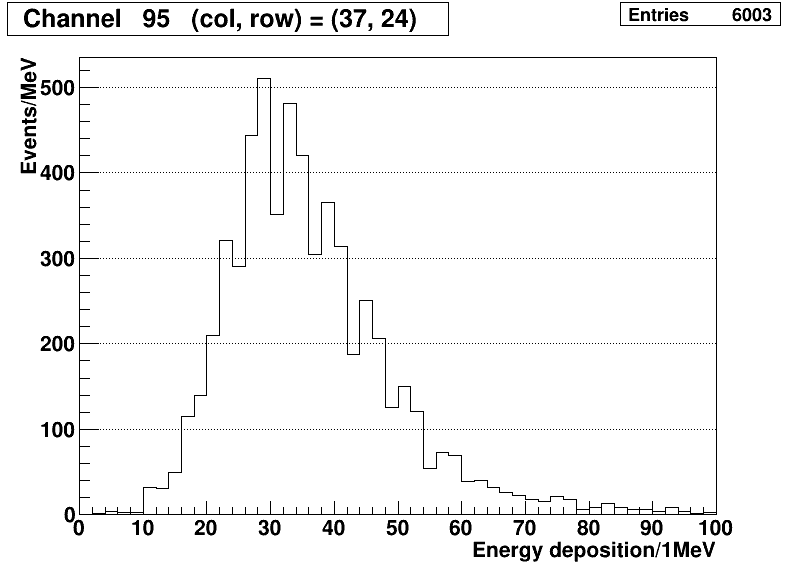 Channel 95 (col, row) = (37, 24)
Entries 6003
Events/MeV
500
400
300
200
100
0
0 10 20 30 40 50 60 70 80 90 100
Energy deposition/1MeV